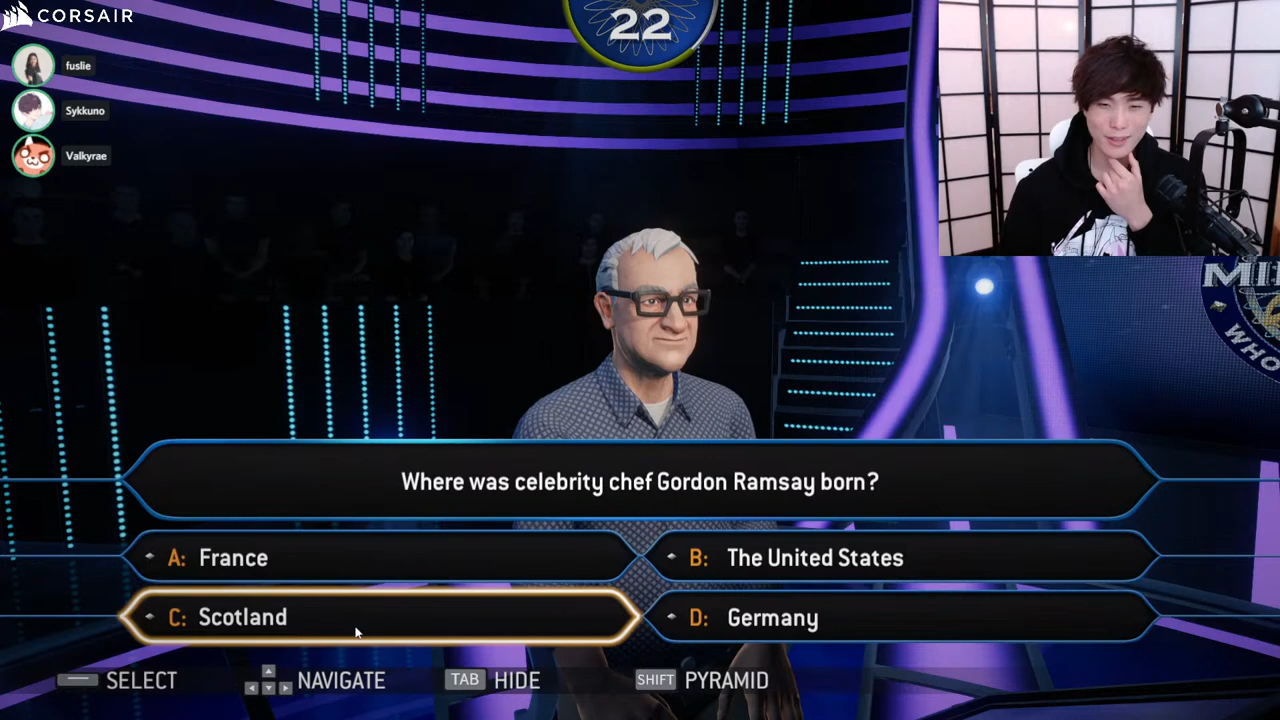 CORSAIR
22
fuslie
Sykkuno
Valkyrae
WHO
Where was celebrity chef Gordon Ramsay born?
A: France
B: The United States
C: Scotland
D: Germany
SELECT
NAVIGATE
TAB HIDE
SHIFT PYRAMID